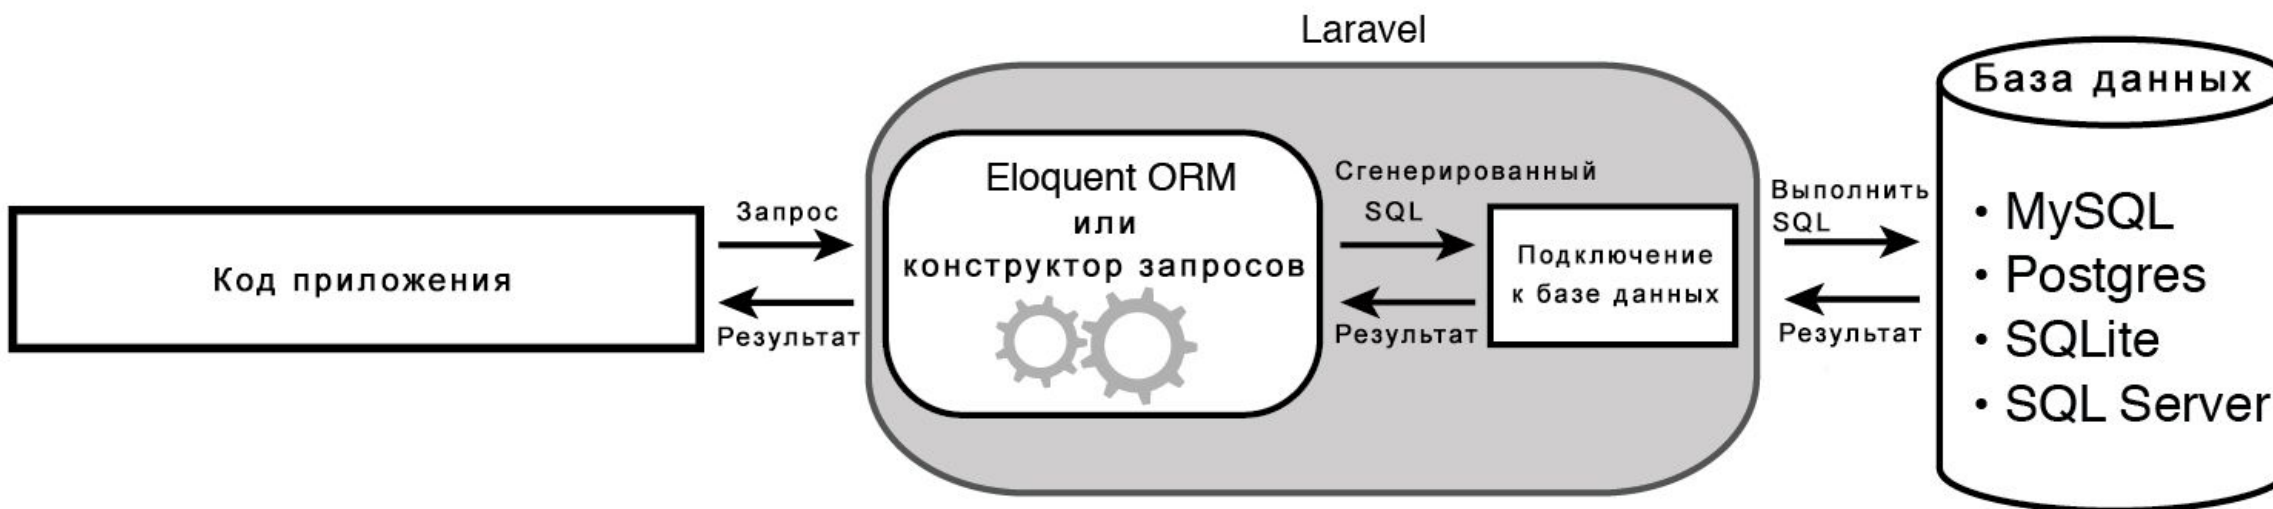 Laravel
База данных
Код приложения
Запрос
Результат
Eloquent ORM
или
конструктор запросов
Сгенерированный
SQL
Результат
Подключение
к базе данных
Выполнить
SQL
Результат
• MySQL
• Postgres
• SQLite
• SQL Server